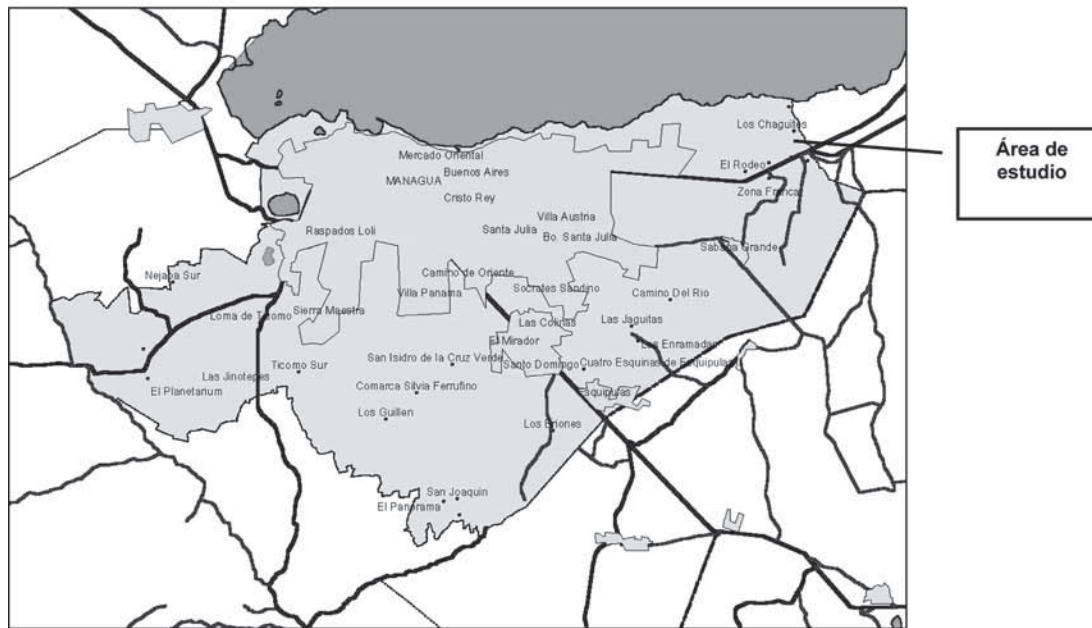 Los Chaguites
Área de
estudio
Mercado Oriental
El Rodeo
Buenos Aires
MANAGUA
Zona Franca
Cristo Rey
Villa Austria
Raspados Loli
Santa Julia
Bo. Santa Julia
Sabana Grande
Nejapa Sur
Camino de Oriente
Socrates Sandino
Villa Panama
Camino Del Rio
Loma de Ticomo
Sierra Maestra
Las Colinas
Las Jaguitas
El Mirador
Las Enramadas
San Isidro de la Cruz Verde
Santo Domingo
Cuatro Esquinas de Esquipulas
Ticomo Sur
Las Jinotepes
El Planetarium
Comarca Silvia Ferrufino
Esquipulas
Los Guillen
Los Briones
San Joaquin
El Panorama